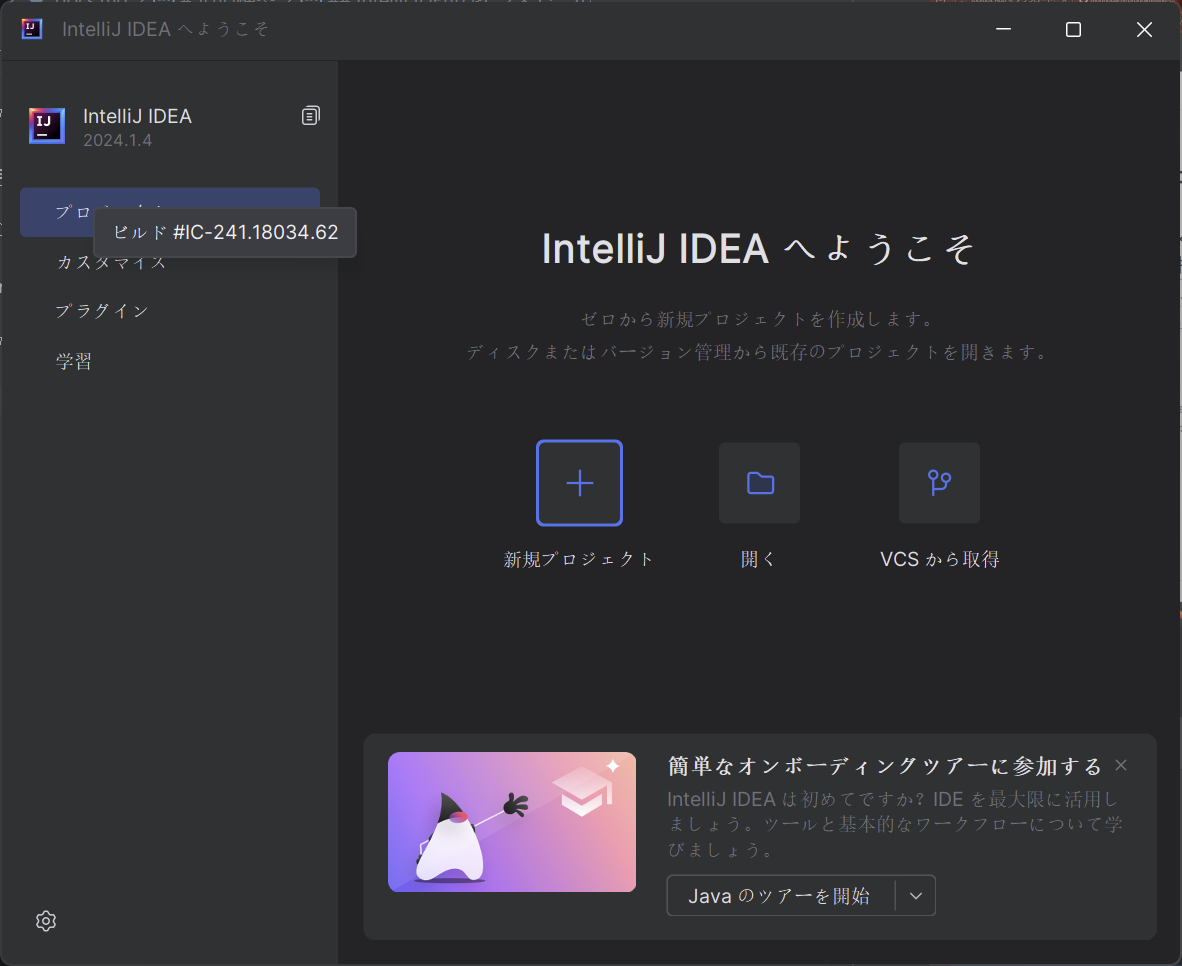 IntelliJ IDEA へようこそ
IJ
IntelliJ IDEA
2024.1.4
プロ
ビルド #IC-241.18034.62
カスタマイズ
プラグイン
学習
IntelliJ IDEA へようこそ
ゼロから新規プロジェクトを作成します。
ディスクまたはバージョン管理から既存のプロジェクトを開きます。
新規プロジェクト
開く
VCS から取得
簡単なオンボーディングツアーに参加する
IntelliJ IDEA は初めてですか? IDE を最大限に活用し
ましょう。ツールと基本的なワークフローについて学
びましょう。
Java のツアーを開始